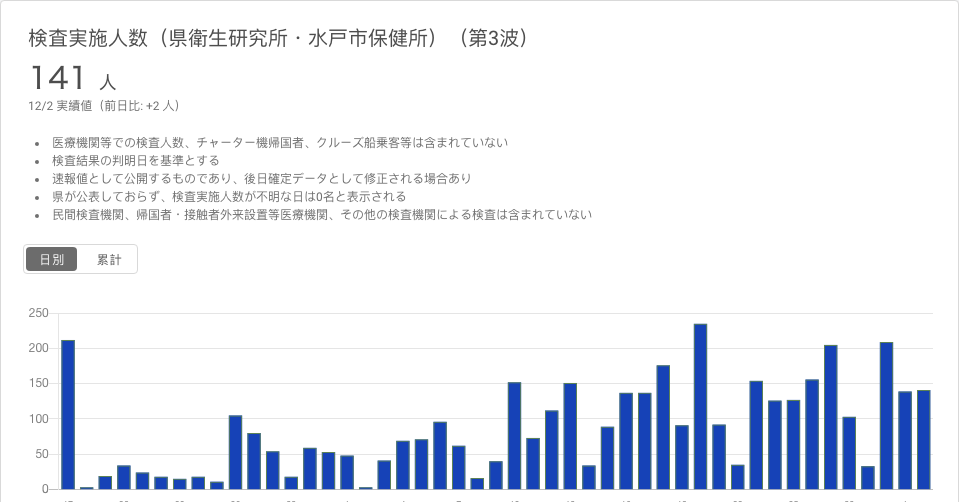 検査実施人数（県衛生研究所・水戸市保健所）（第3波）
141 人
12/2 実績値（前日比: +2 人）
医療機関等での検査人数、チャーター機帰国者、クルーズ船乗客等は含まれていない
検査結果の判明日を基準とする
速報値として公開するものであり、後日確定データとして修正される場合あり
県が公表しておらず、検査実施人数が不明な日は0名と表示される
民間検査機関、帰国者・接触者外来設置等医療機関、その他の検査機関による検査は含まれていない
日別 累計
250
200
150
100
50
0